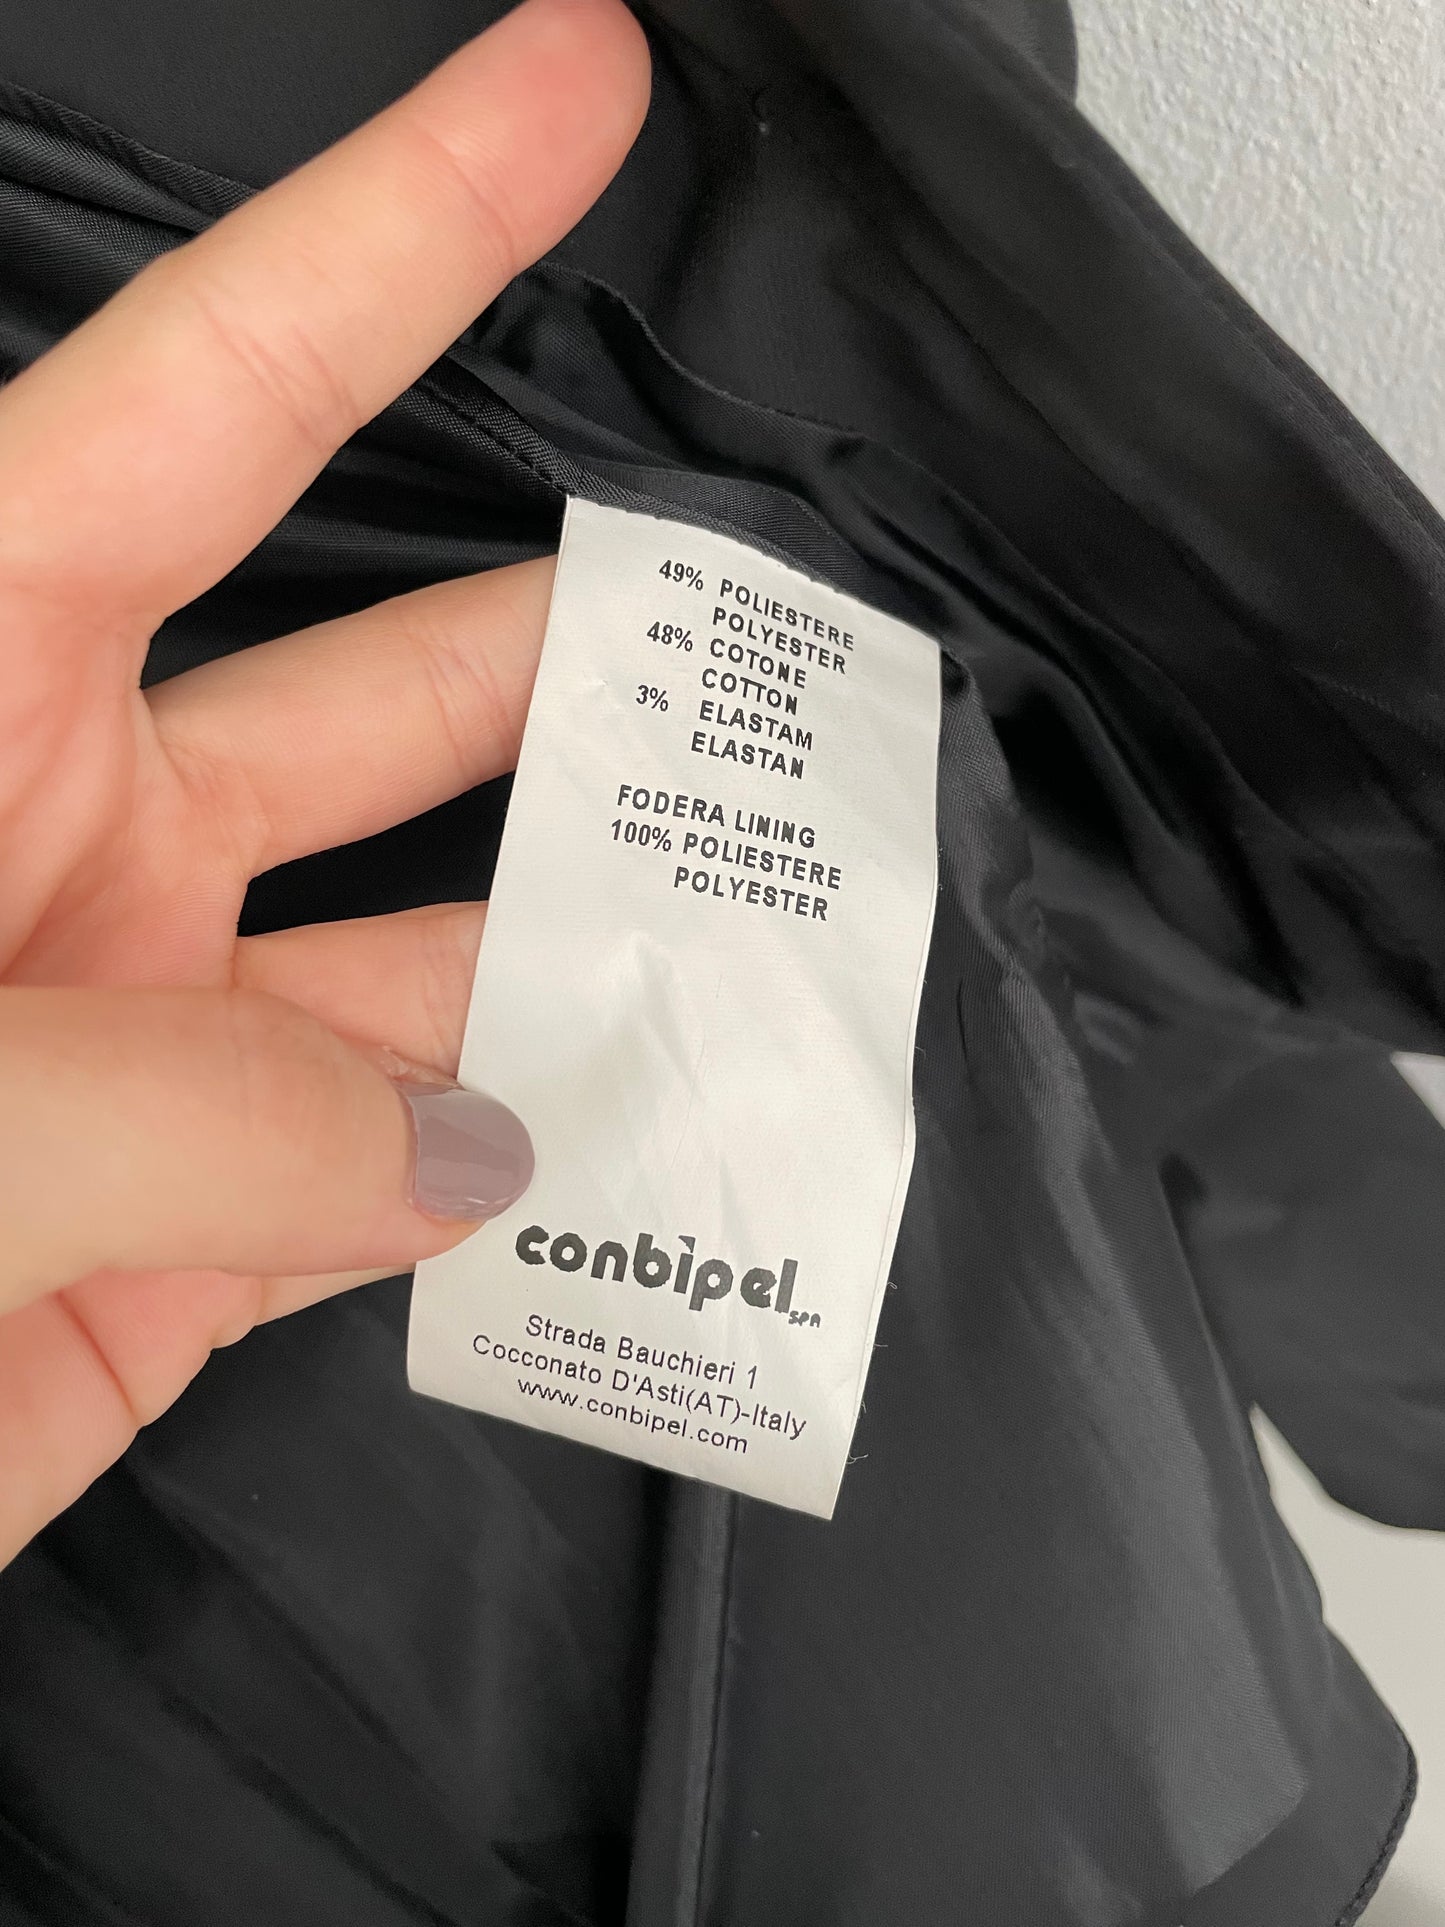 49% POLIESTERE
POLYESTER
48% COTONE
COTTON
3% ELASTAM
ELASTAN
FODERA LINING
100% POLIESTERE
POLYESTER
conbipel SPA
Strada Bauchieri 1
Cocconato D'Asti(AT)-Italy
www.conbipel.com